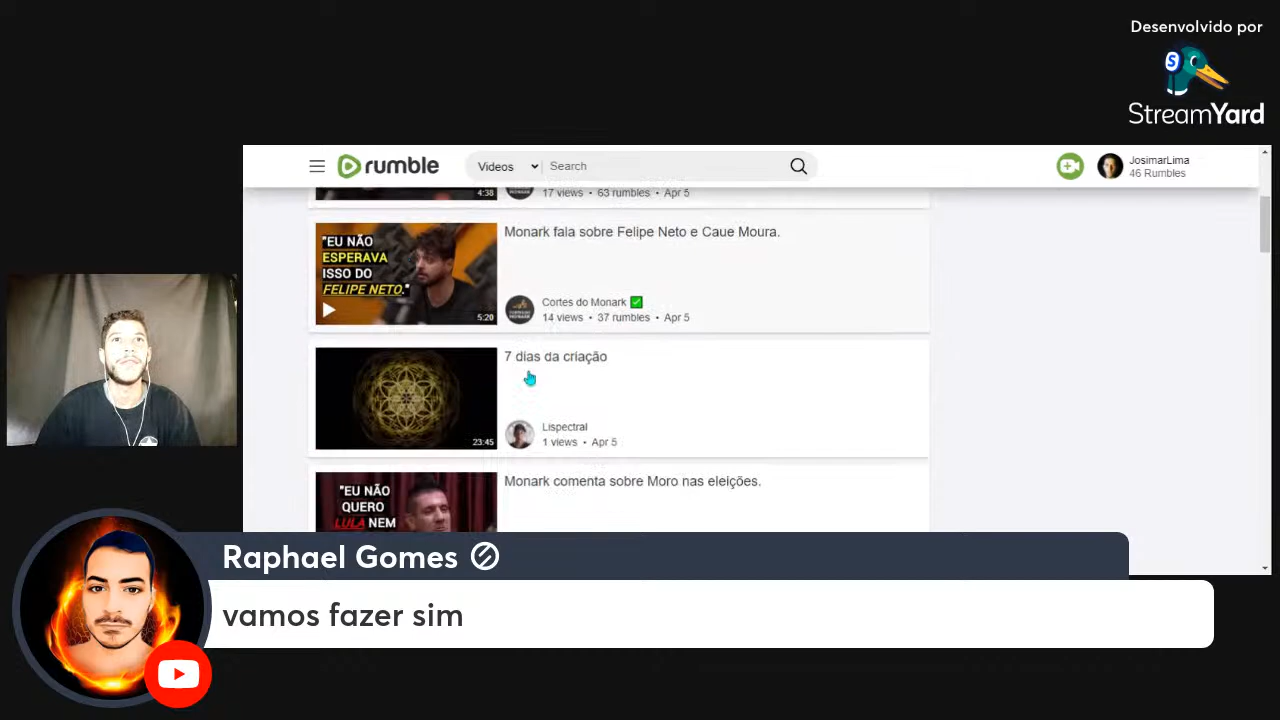 Desenvolvido por
StreamYard
rumble
Videos
Search
JosimarLima
46 Rumbles
4:38
17 views • 63 rumbles • Apr 5
"EU NÃO
ESPERAVA
ISSO DO
FELIPE NETO."
5:20
Monark fala sobre Felipe Neto e Caue Moura.
Cortes do Monark ✅
14 views • 37 rumbles • Apr 5
23:45
7 dias da criação
Lispectral
1 views • Apr 5
"EU NÃO
QUERO
LULA NEM
Monark comenta sobre Moro nas eleições.
Raphael Gomes
vamos fazer sim